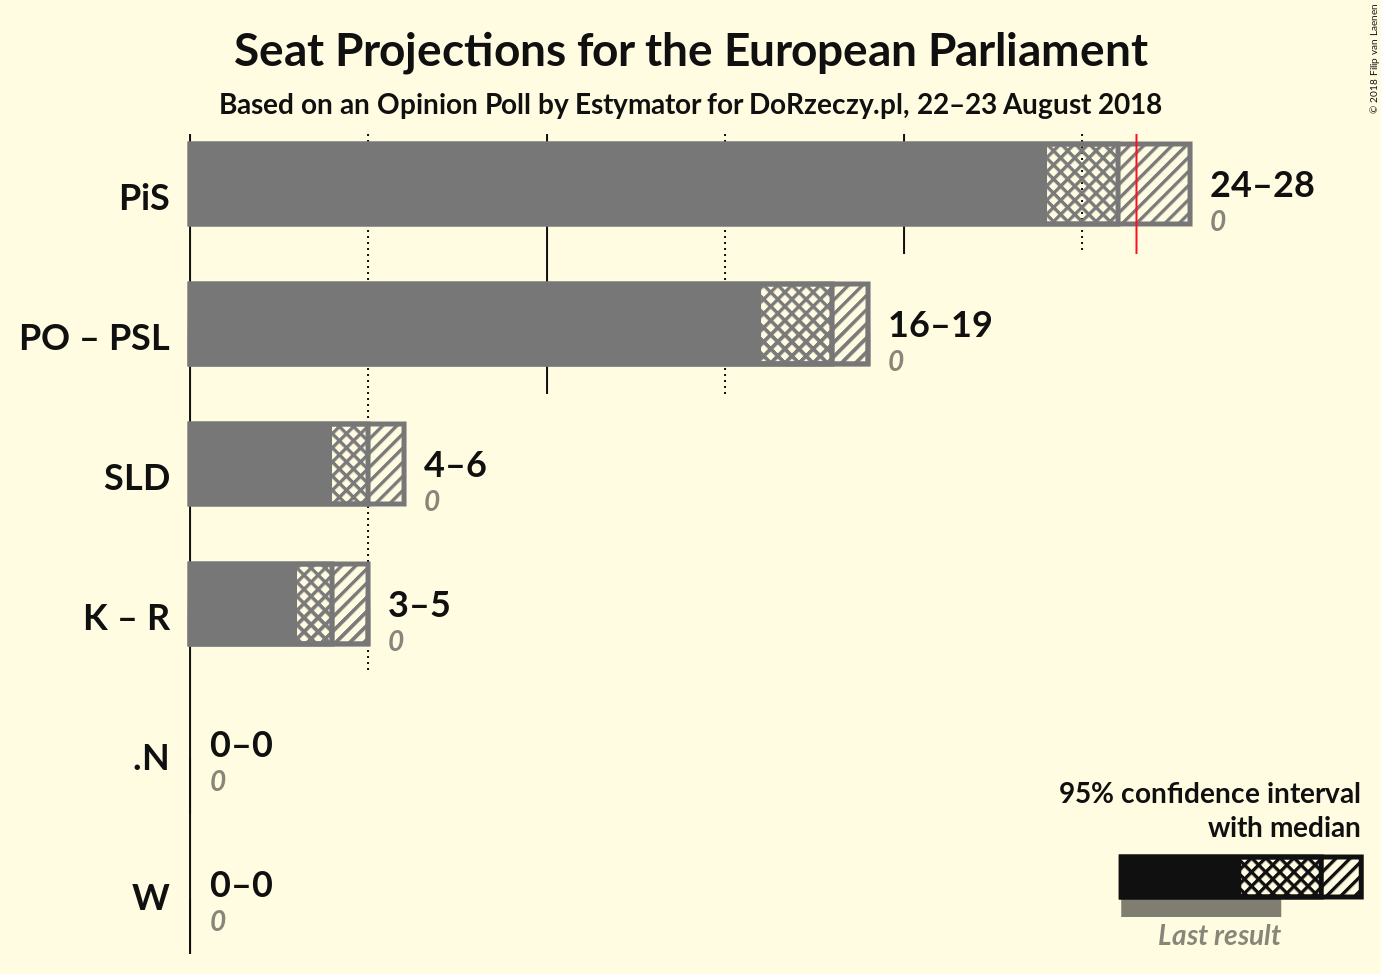 Seat Projections for the European Parliament
Based on an Opinion Poll by Estymator for DoRzeczy.pl, 22–23 August 2018
© 2018 Filip van Laenen
PiS
24–28
0
PO – PSL
16–19
0
SLD
4–6
0
K – R
3–5
0
.N
0–0
0
W
0–0
0
95% confidence interval
with median
Last result